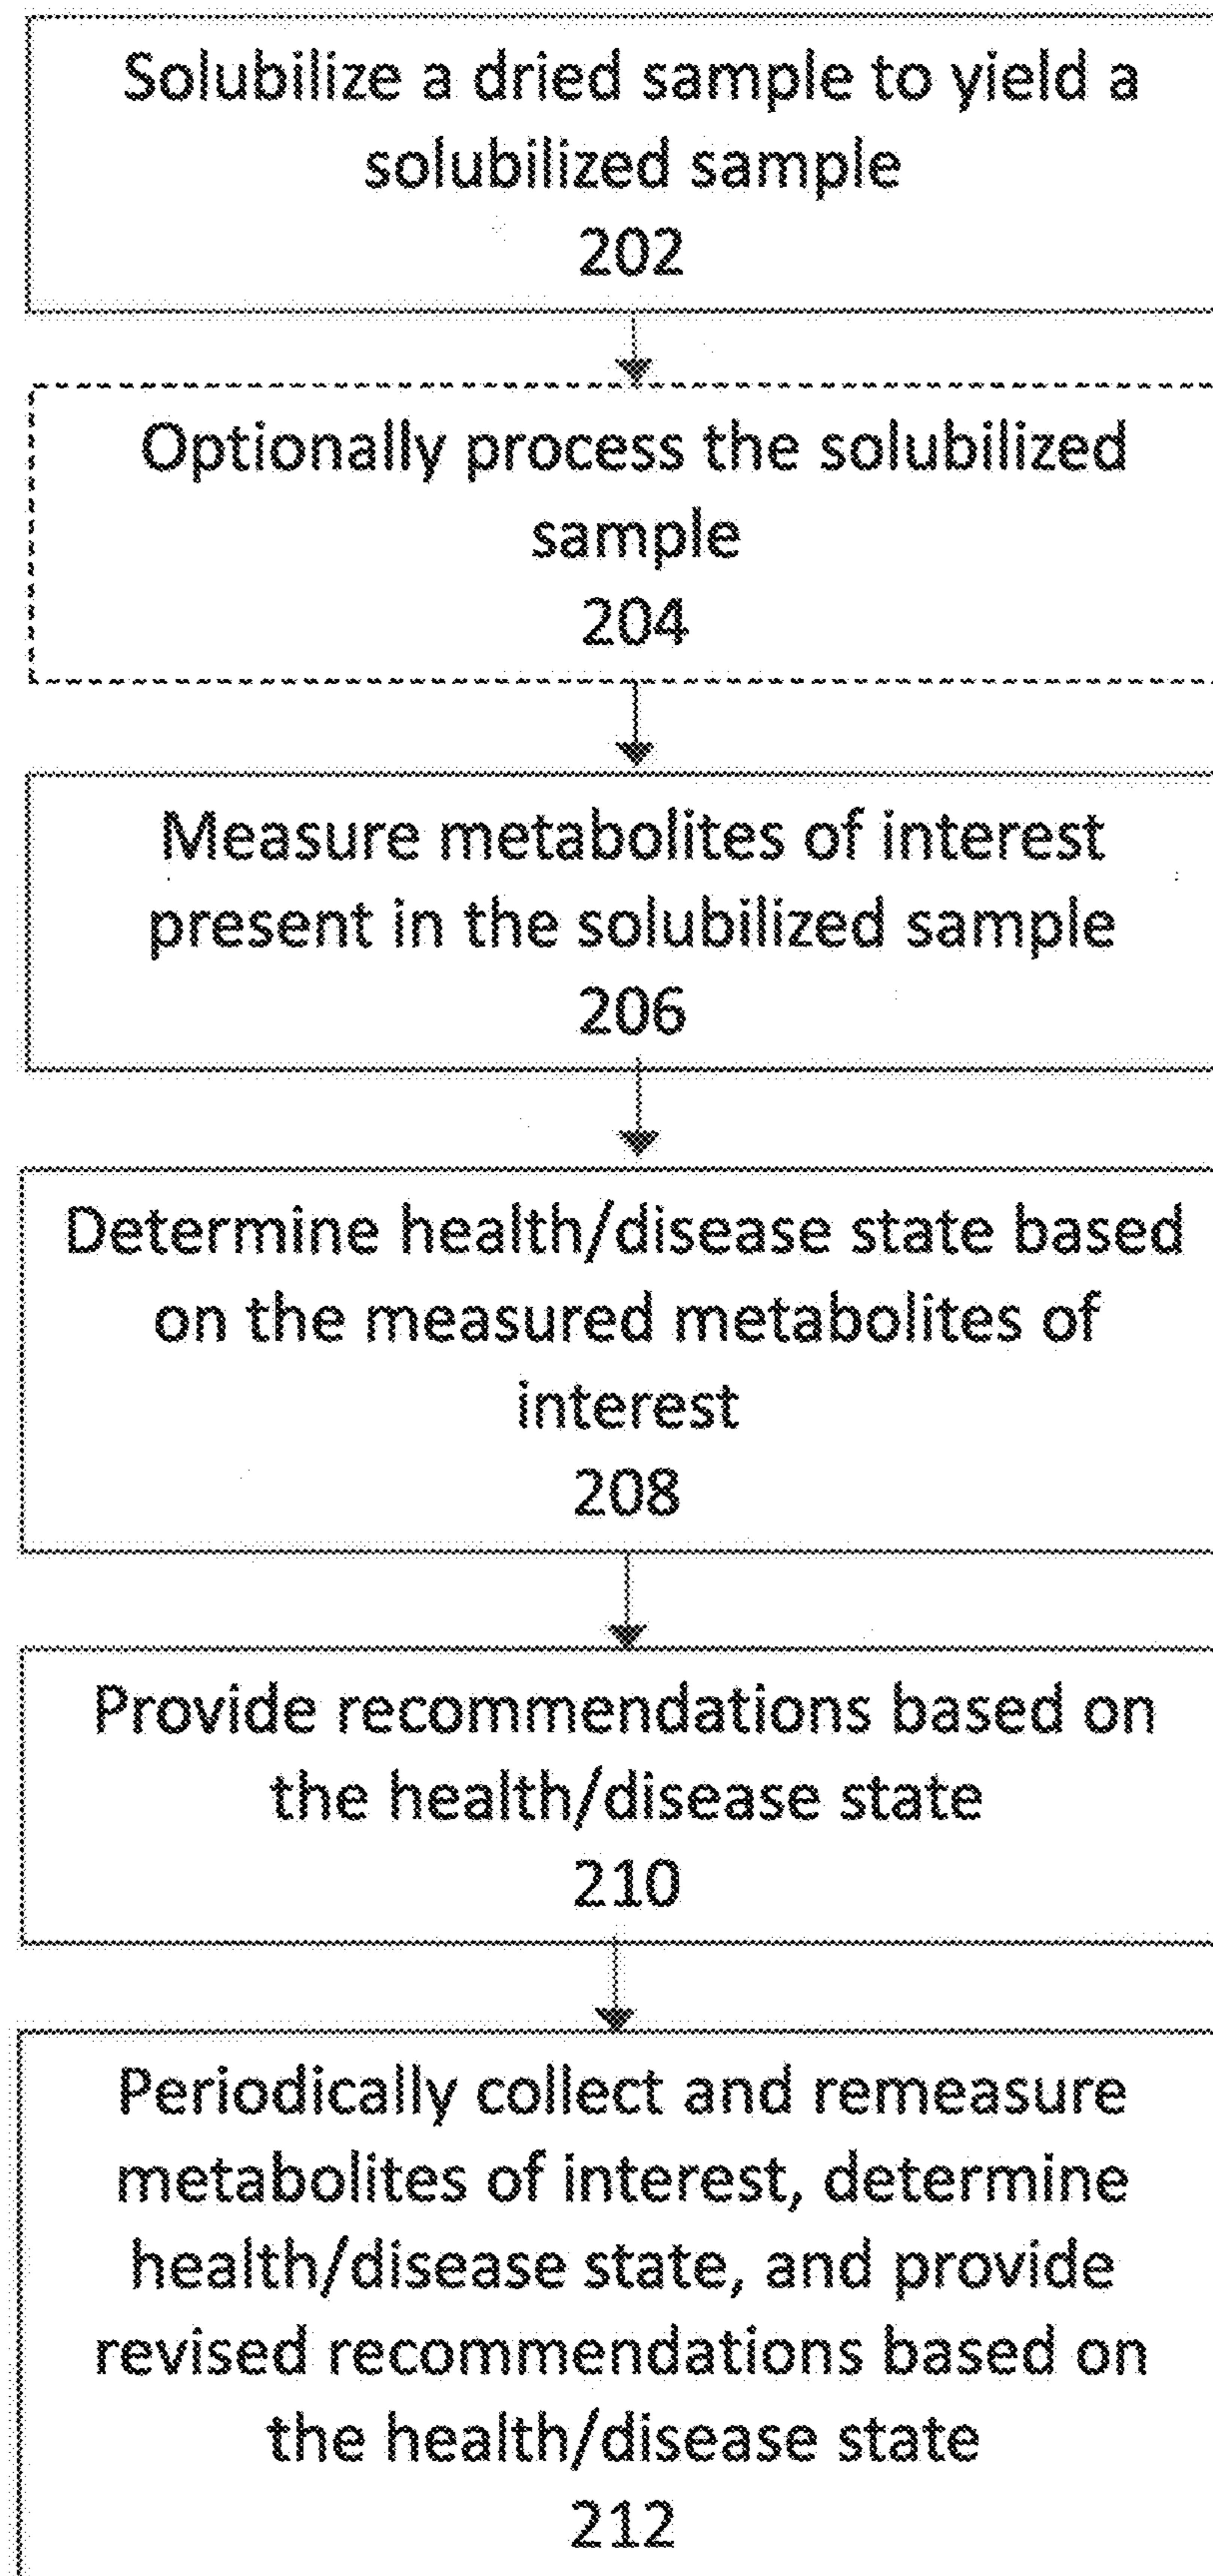 Solubilize a dried sample to yield a
solubilized sample
202
Optionally process the solubilized
sample
204
Measure metabolites of interest
present in the solubilized sample
206
Determine health/disease state based
on the measured metabolites of
interest
208
Provide recommendations based on
the health/disease state
210
Periodically collect and remeasure
metabolites of interest, determine
health/disease state, and provide
revised recommendations based on
the health/disease state
212